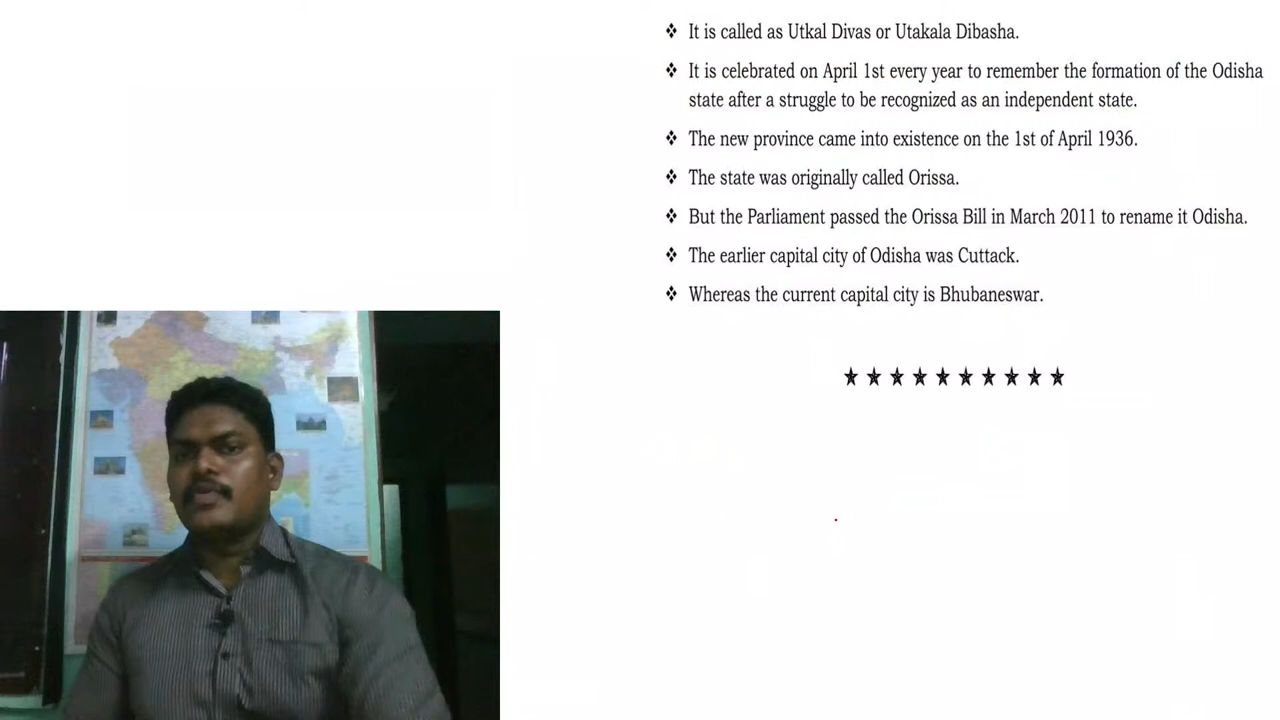 ❖ It is called as Utkal Divas or Utakala Dibasha.
❖ It is celebrated on April 1st every year to remember the formation of the Odisha
state after a struggle to be recognized as an independent state.
❖ The new province came into existence on the 1st of April 1936.
❖ The state was originally called Orissa.
❖ But the Parliament passed the Orissa Bill in March 2011 to rename it Odisha.
❖ The earlier capital city of Odisha was Cuttack.
❖ Whereas the current capital city is Bhubaneswar.